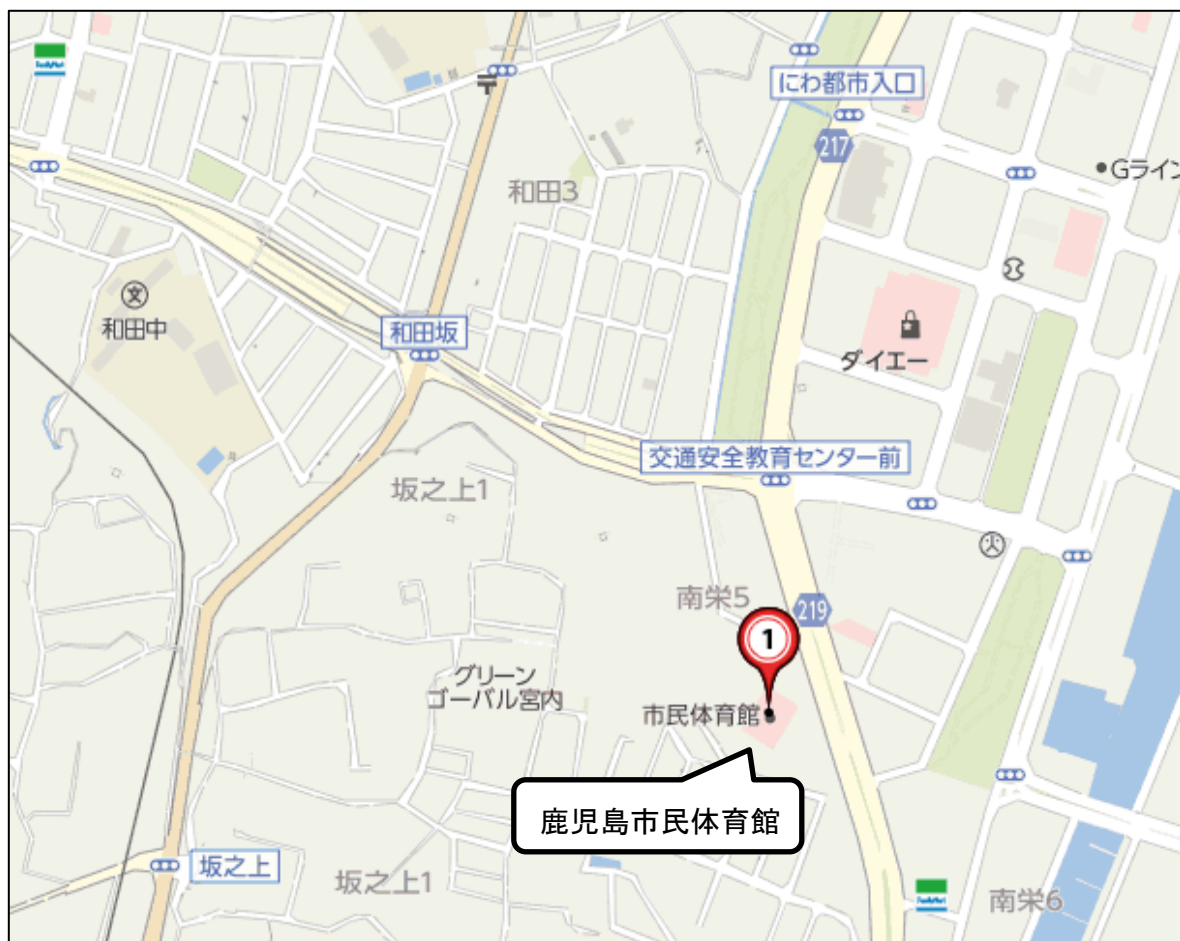 FamilyMart
〒
にわ都市入口
217
Gライン
和田3
文
和田中
和田坂
ダイエー
交通安全教育センター前
坂之上1
南栄5
219
1
グリーン
ゴーバル宮内
市民体育館
鹿児島市民体育館
坂之上
坂之上1
FamilyMart
南栄6